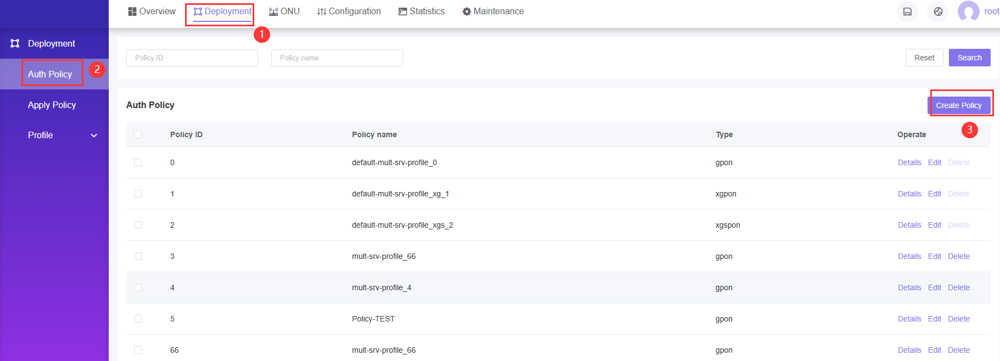 Overview Deployment ONU Configuration Statistics Maintenance root
1
Deployment
Auth Policy 2
Apply Policy
Profile
Policy ID Policy name Reset Search
Auth Policy Create Policy
3
Policy ID Policy name Type Operate
0 default-mult-srv-profile_0 gpon Details Edit Delete
1 default-mult-srv-profile_xg_1 xgpon Details Edit Delete
2 default-mult-srv-profile_xgs_2 xgspon Details Edit Delete
3 mult-srv-profile_66 gpon Details Edit Delete
4 mult-srv-profile_4 gpon Details Edit Delete
5 Policy-TEST gpon Details Edit Delete
66 mult-srv-profile_66 gpon Details Edit Delete